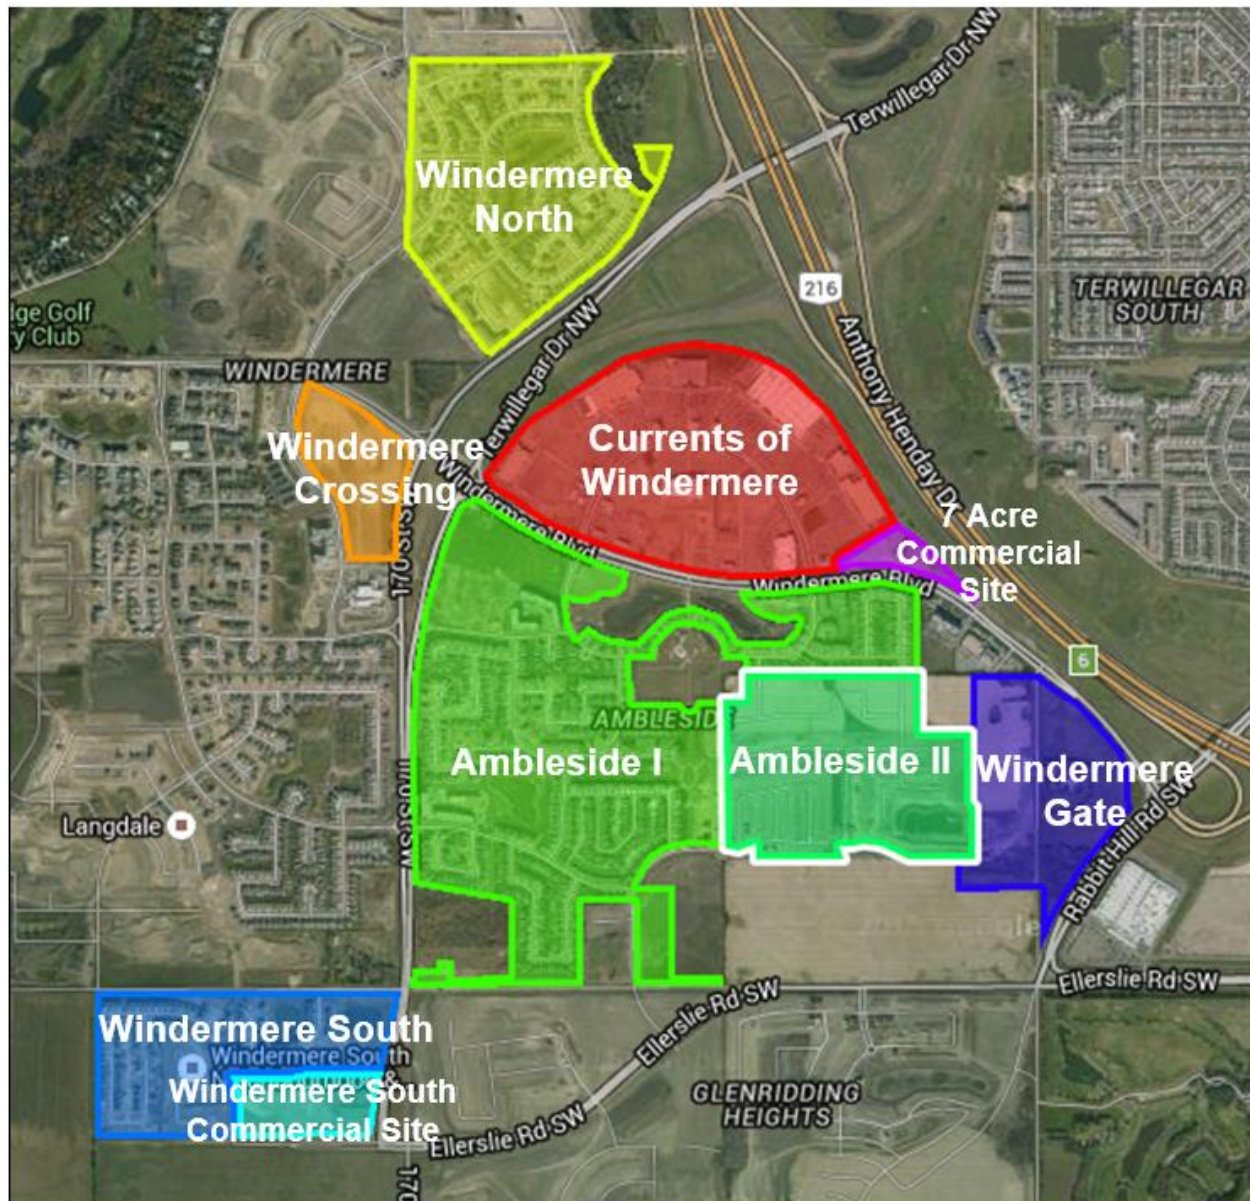 Terwillegar Dr NW
Windermere
North
216
TERWILLEGAR
SOUTH
dge Golf
y Club
WINDERMERE
Anthony Henday Dr
Terwillegar Dr NW
Currents of
Windermere
Windermere
Crossing
Windermere Blvd
7 Acre
Commercial
Site
Windermere Blvd
170 St S
6
AMBLESIDE
Ambleside I
Ambleside II
Windermere
Gate
Langdale
170 St SW
Rabbit Hill Rd SW
Ellerslie Rd SW
Ellerslie Rd SW
Windermere South
Windermere South
Windermere South
Commercial Site
GLENRIDDING
HEIGHTS
Ellerslie Rd SW
170